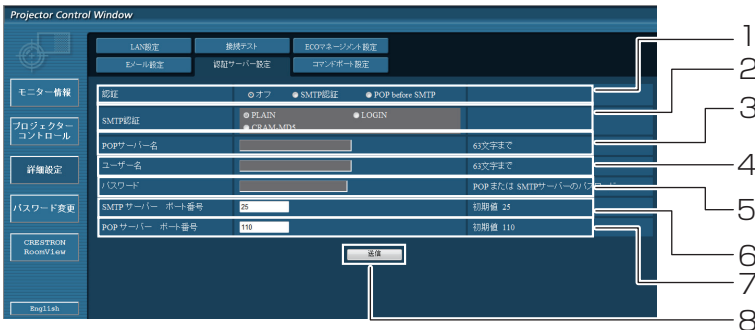 Projector Control Window
LAN設定 接続テスト ECOマネージメント設定
Eメール設定 認証サーバー設定 コマンドポート設定
モニター情報
プロジェクター
コントロール
詳細設定
パスワード変更
CRESTRON
RoomView
English
認証 オフ SMTP認証 POP before SMTP
SMTP認証 PLAIN LOGIN
CRAM-MD5
POPサーバー名 63文字まで
ユーザー名 63文字まで
パスワード POP または SMTPサーバーのパスワード
SMTP サーバー ポート番号 25 初期値 25
POP サーバー ポート番号 110 初期値 110
送信
1
2
3
4
5
6
7
8